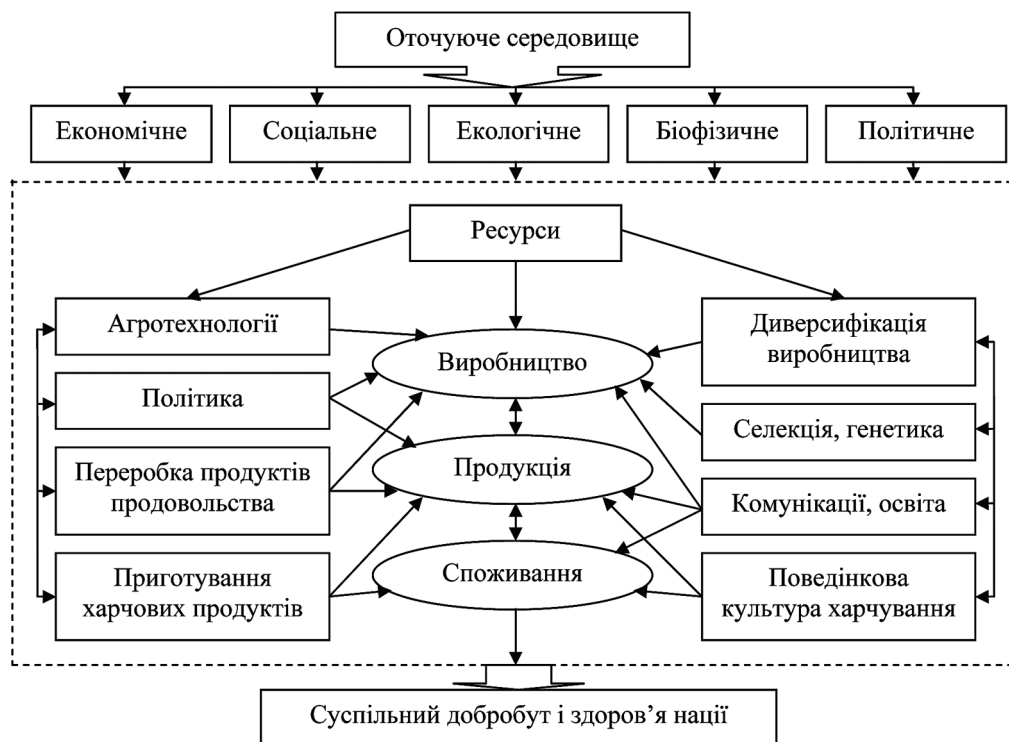 Оточуюче середовище
Економічне
Соціальне
Екологічне
Біофізичне
Політичне
Ресурси
Агротехнології
Виробництво
Диверсифікація
виробництва
Політика
Селекція, генетика
Переробка продуктів
продовольства
Продукція
Комунікації, освіта
Приготування
харчових продуктів
Споживання
Поведінкова
культура харчування
Суспільний добробут і здоров’я нації